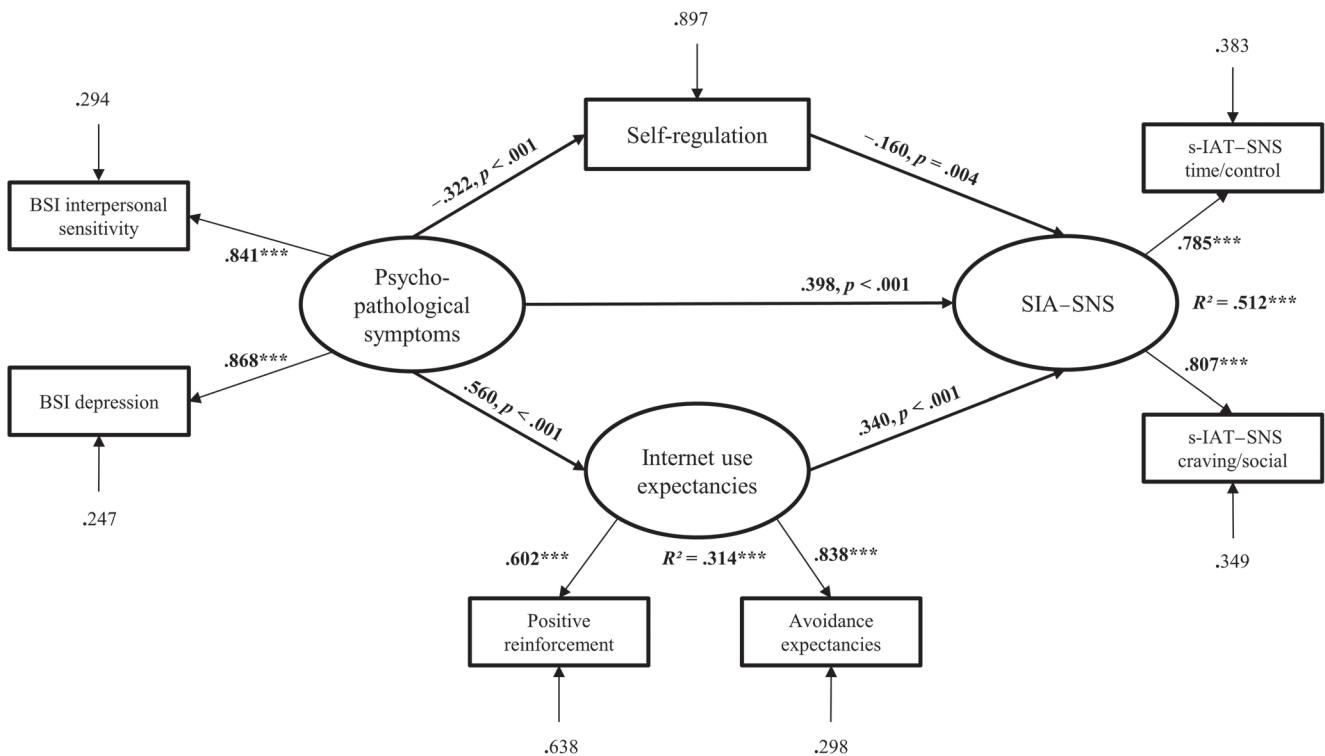 .897
.383
.294
Self-regulation
s-IAT–SNS
time/control
–.322, p < .001
–.160, p = .004
BSI interpersonal
sensitivity
.841***
.785***
Psycho-
pathological
symptoms
.398, p < .001
SIA–SNS
R² = .512***
.868***
.807***
BSI depression
.560, p < .001
.340, p < .001
Internet use
expectancies
s-IAT–SNS
craving/social
.247
.602***
R² = .314***
.838***
.349
Positive
reinforcement
Avoidance
expectancies
.638
.298